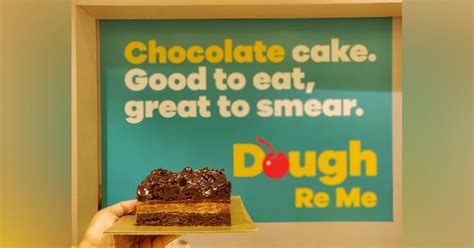 Chocolate cake.
Good to eat,
great to smear.
Dough
Re Me